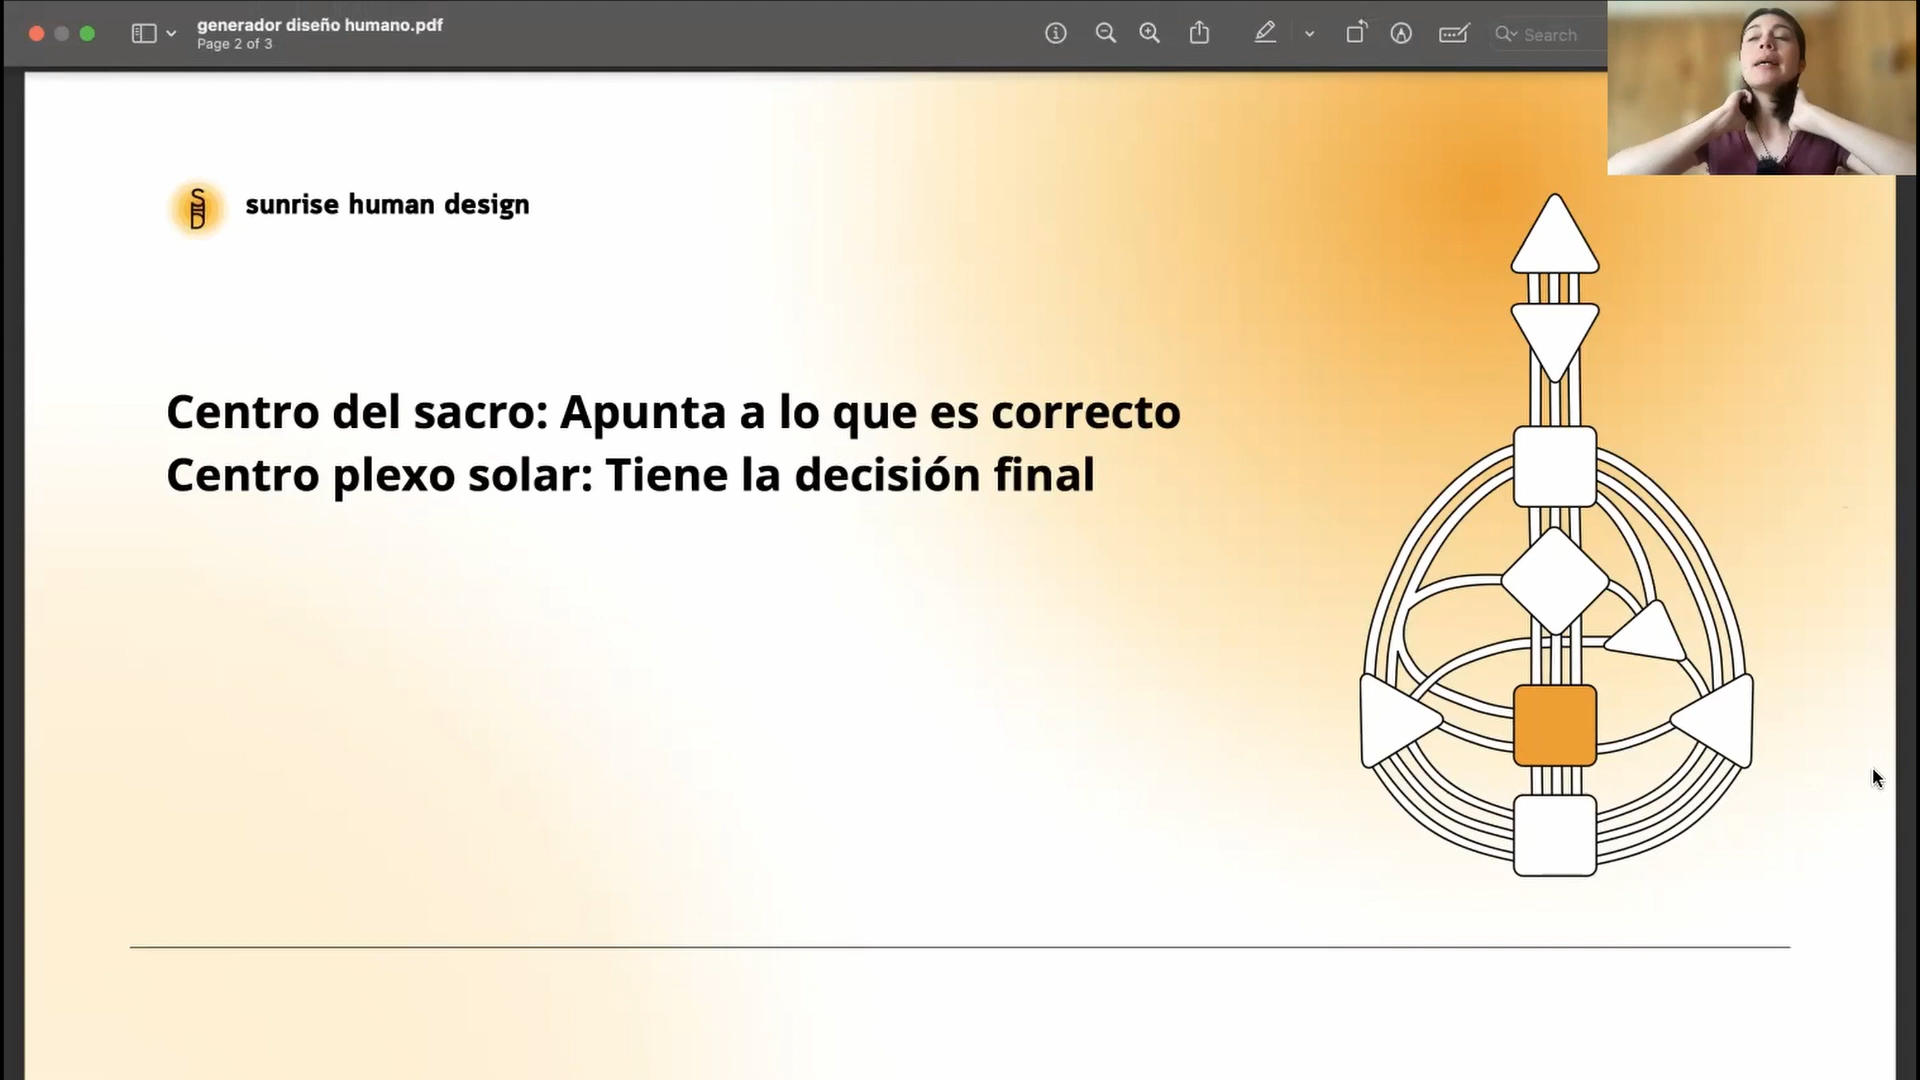 generador diseño humano.pdf
Page 2 of 3
Search
SHD
sunrise human design
Centro del sacro: Apunta a lo que es correcto
Centro plexo solar: Tiene la decisión final